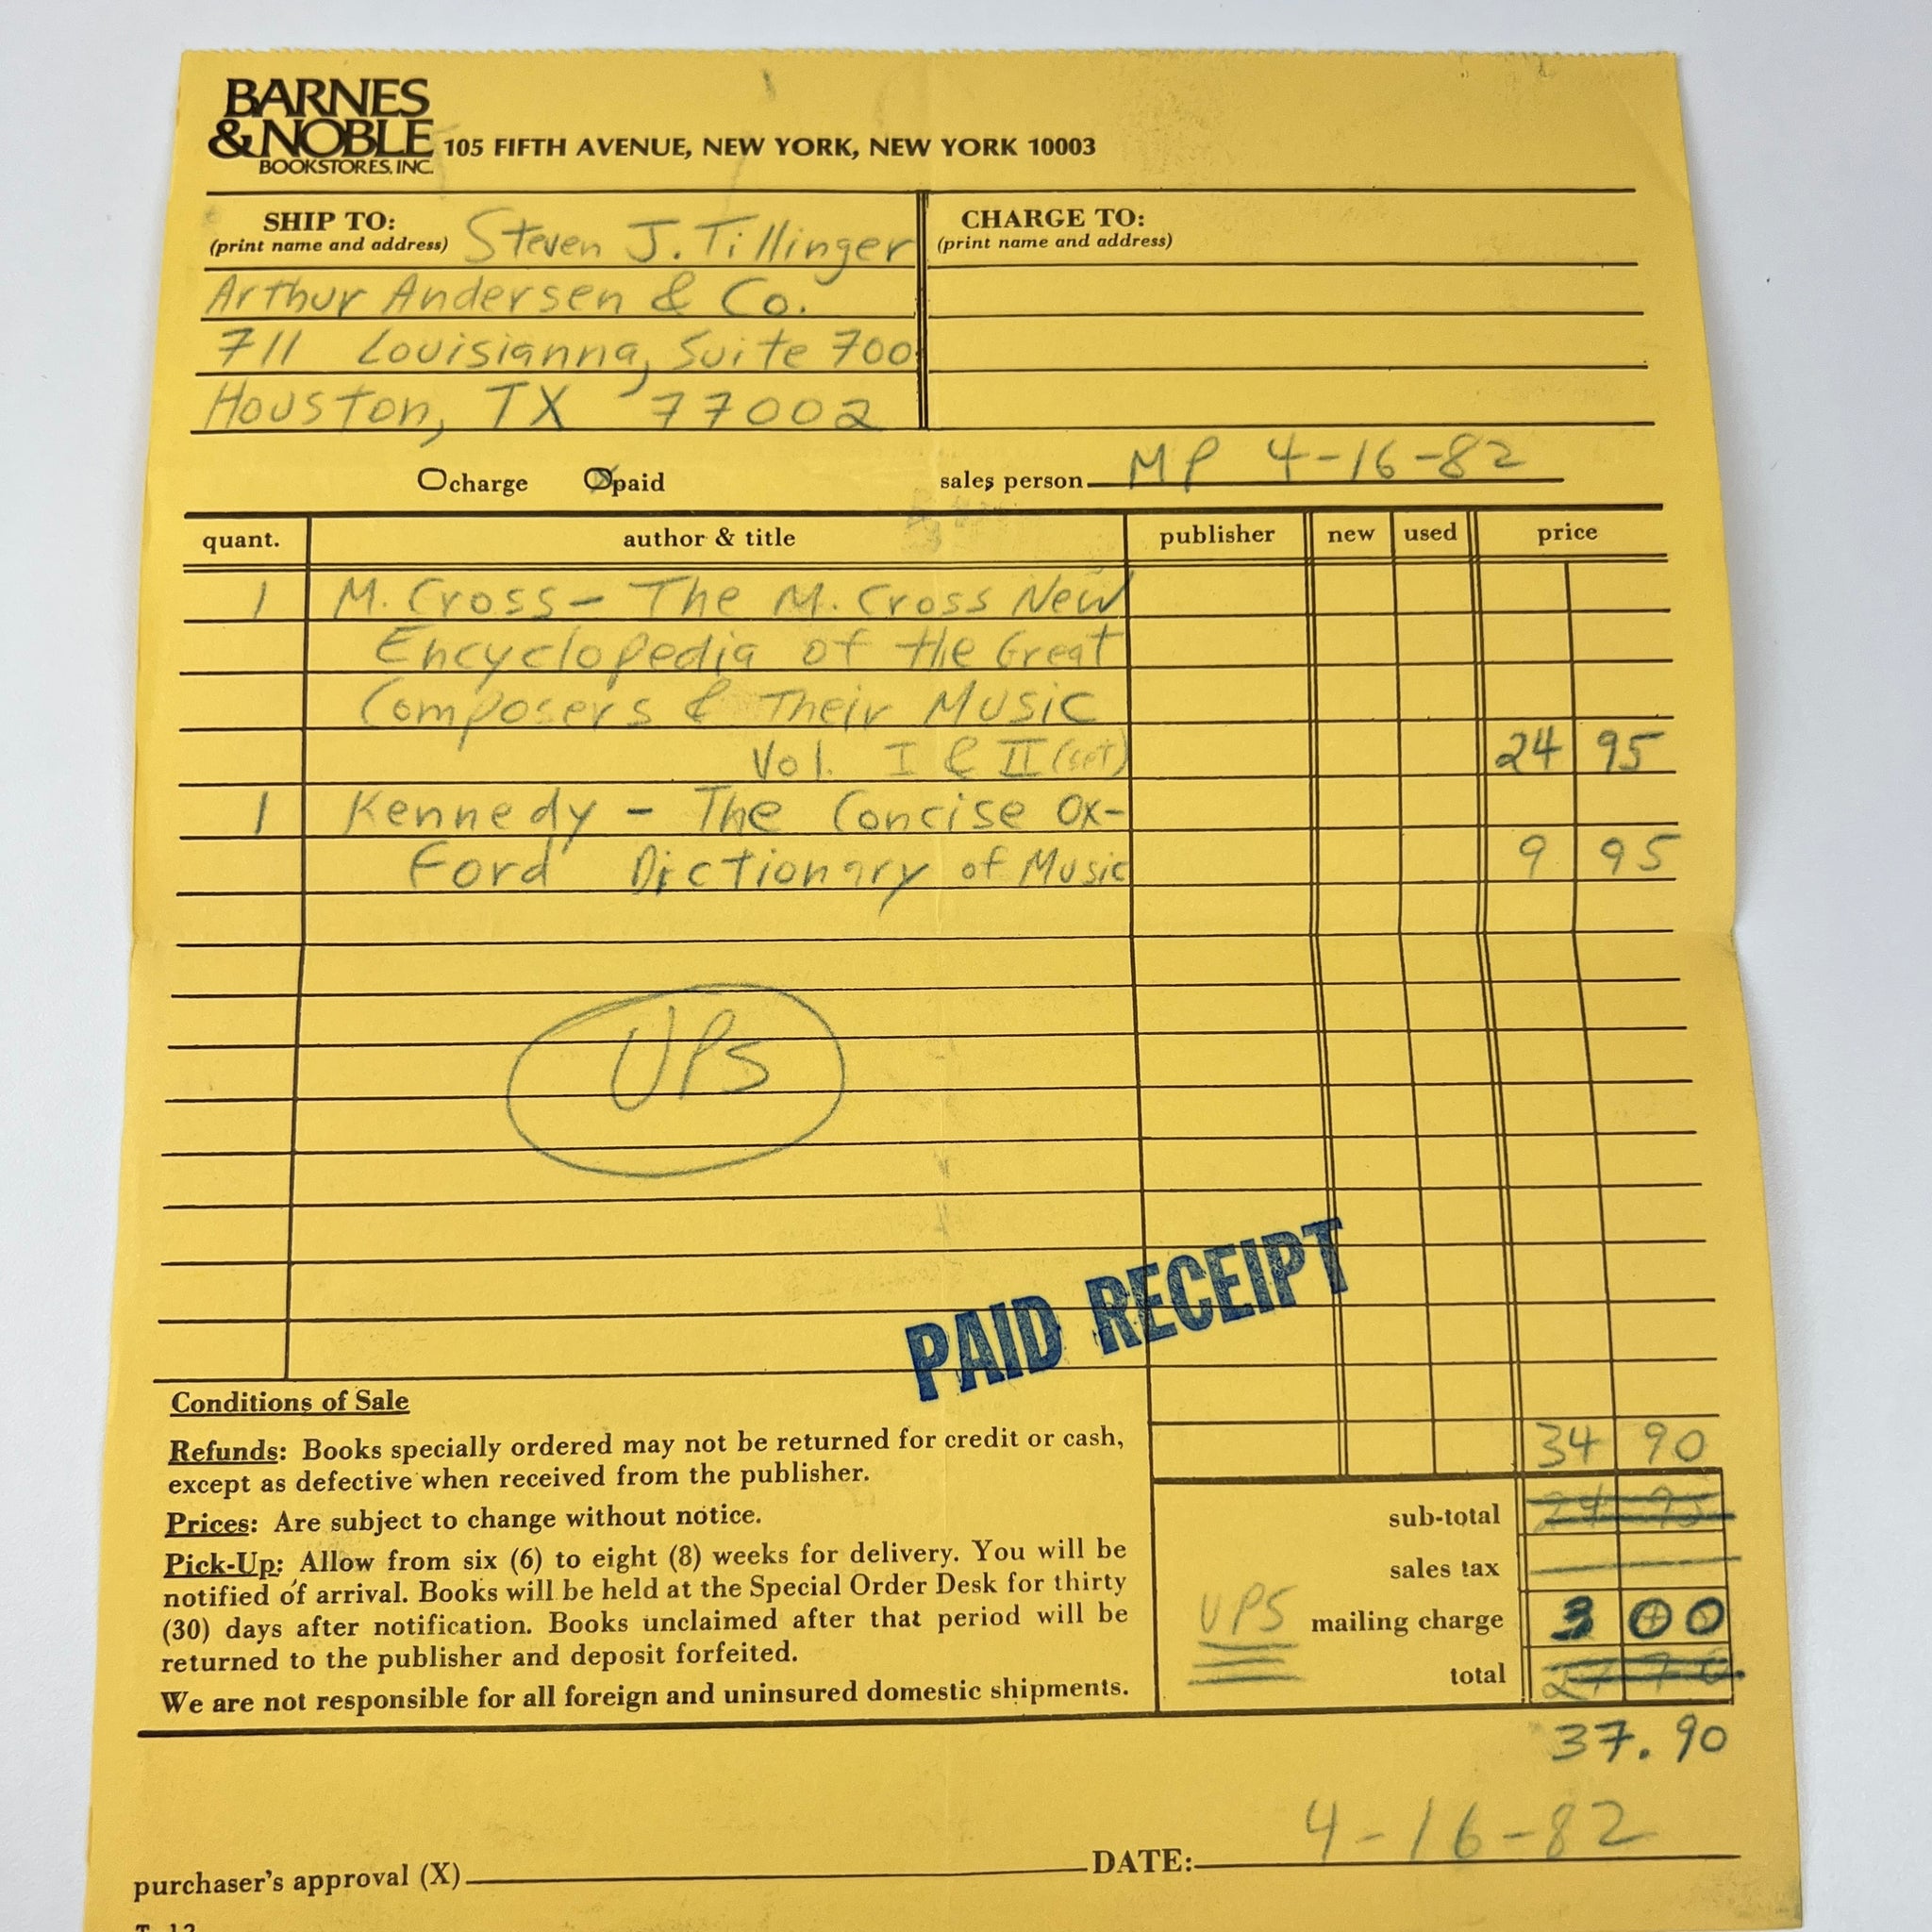 BARNES
&NOBLE
BOOKSTORES, INC.
105 FIFTH AVENUE, NEW YORK, NEW YORK 10003
SHIP TO:
(print name and address)
Steven J. Tillinger
Arthur Andersen & Co.
711 Louisianna, Suite 700
Houston, TX 77002
CHARGE TO:
(print name and address)
charge paid
sales person MP 4-16-82
quant. author & title publisher new used price
1 M. Cross - The M. Cross New
Encyclopedia of the Great
Composers & Their Music
Vol. I & II (set) 24 95
1 Kennedy - The Concise Ox-
Ford Dictionary of Music 9 95
UPS
PAID RECEIPT
Conditions of Sale
Refunds: Books specially ordered may not be returned for credit or cash,
except as defective when received from the publisher.
Prices: Are subject to change without notice.
Pick-Up: Allow from six (6) to eight (8) weeks for delivery. You will be
notified of arrival. Books will be held at the Special Order Desk for thirty
(30) days after notification. Books unclaimed after that period will be
returned to the publisher and deposit forfeited.
We are not responsible for all foreign and uninsured domestic shipments.
34 90
sub-total 24 95
sales tax —
UPS mailing charge 3 00
total
37.90
purchaser's approval (X) DATE: 4-16-82